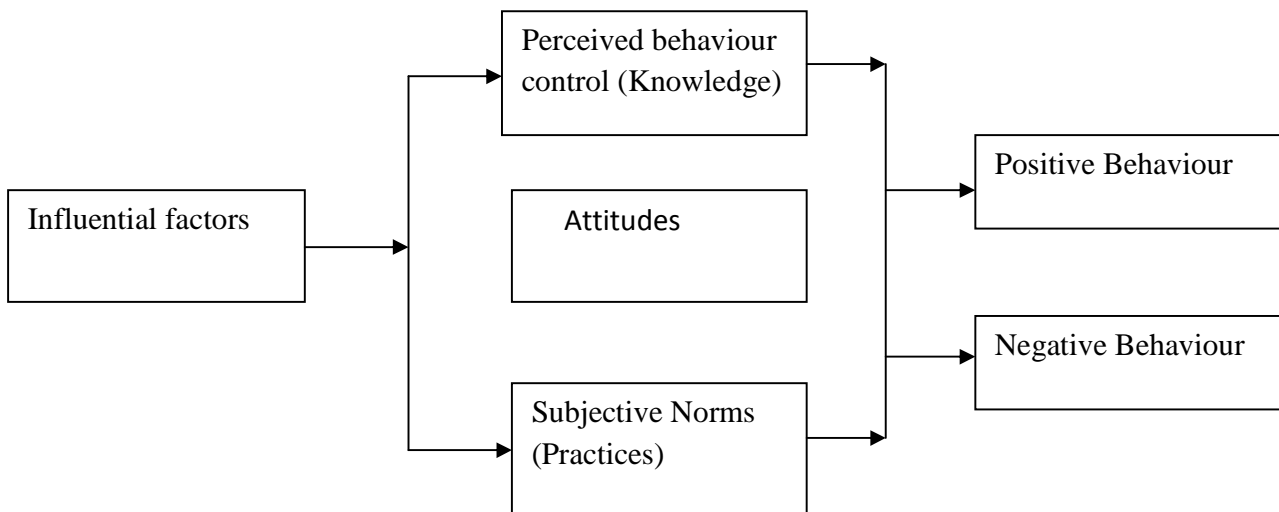 Perceived behaviour
control (Knowledge)
Positive Behaviour
Influential factors
Attitudes
Negative Behaviour
Subjective Norms
(Practices)